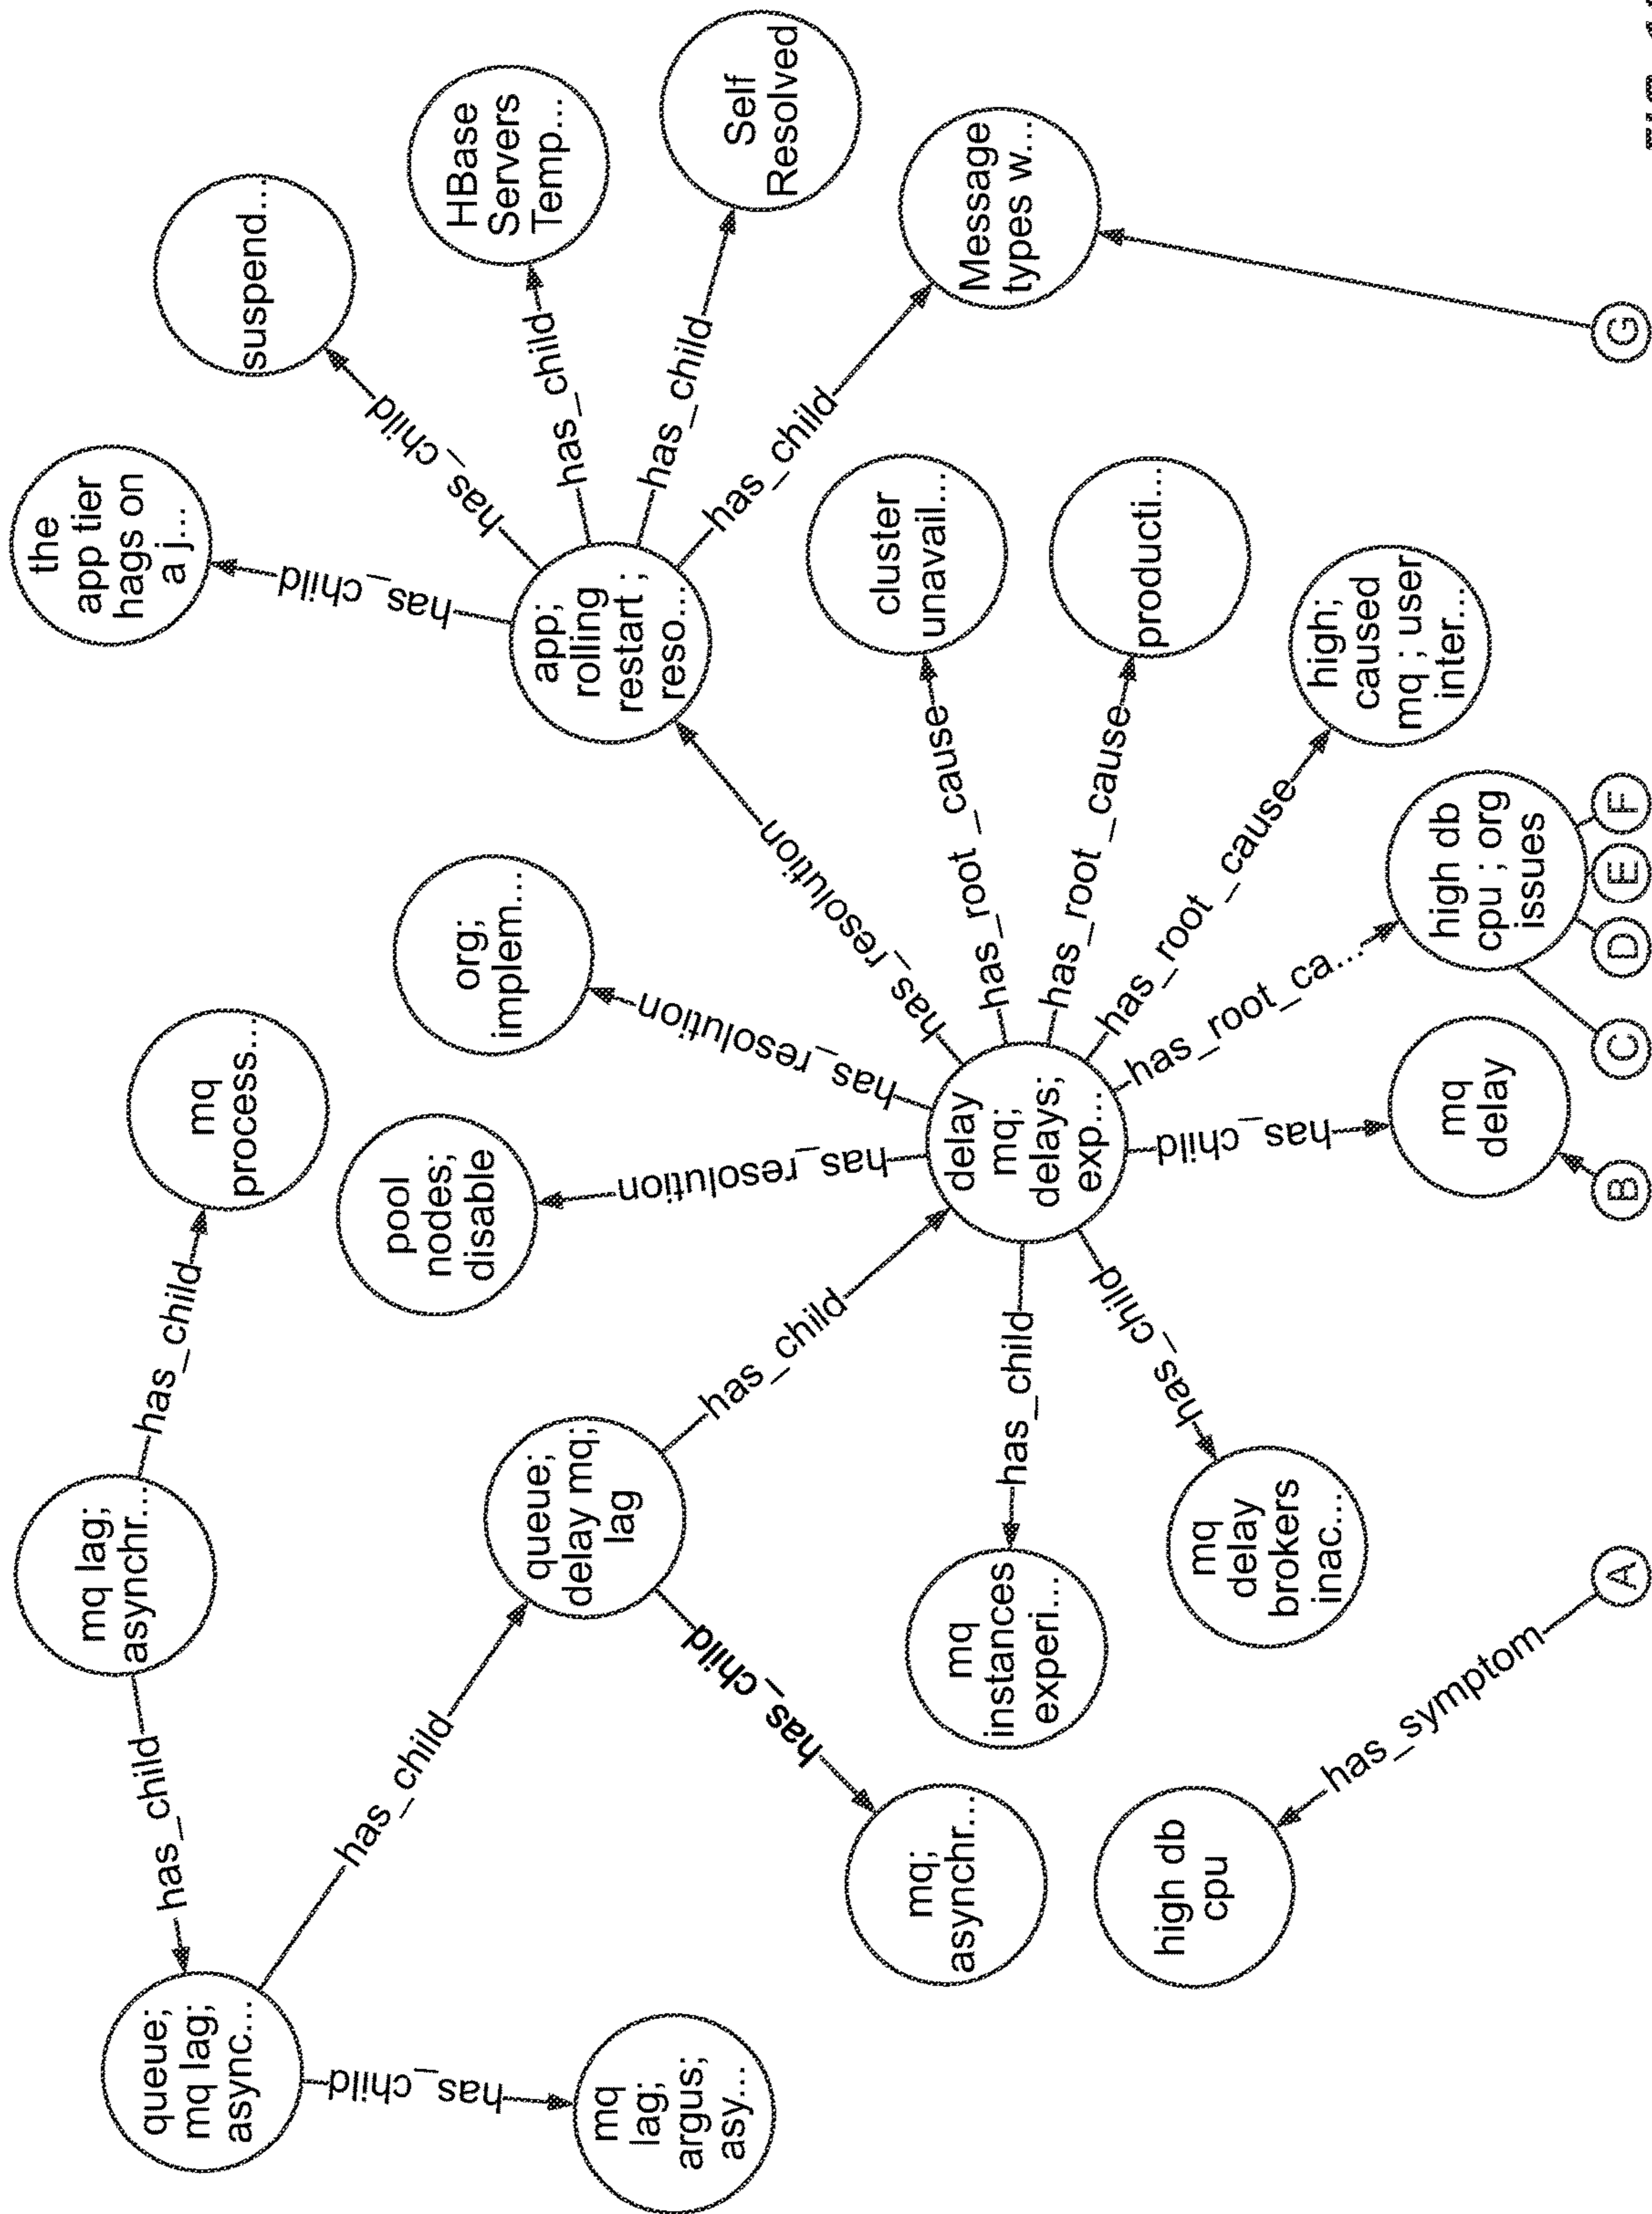 mq lag;
asynchr...
has_child
mq
process...
has_child
queue;
mq lag;
async...
has_child
mq
lag;
argus;
asy...
has_child
queue;
delay mq;
lag
has_child
mq;
asynchr...
has_child
delay
mq;
delays;
exp...
has_child
mq
instances
experi...
has_child
mq
delay
brokers
inac...
has_child
mq
delay
B
has_resolution
pool
nodes;
disable
has_resolution
org;
implem...
has_resolution
app;
rolling
restart ;
reso...
has_child
the
app tier
hags on
a j...
has_child
suspend...
has_child
HBase
Servers
Temp...
has_child
Self
Resolved
has_child
Message
types w...
G
has_root_cause
cluster
unavail...
has_root_cause
producti...
has_root_cause
high;
caused
mq ; user
inter...
has_root_ca...
high db
cpu ; org
issues
C
D
E
F
high db
cpu
has_symptom
A